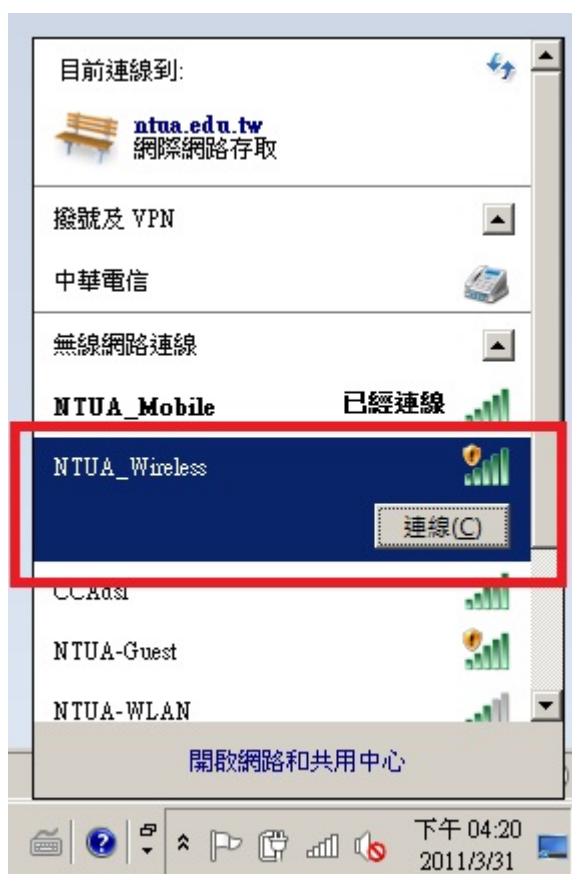 目前連線到:
ntua.edu.tw
網際網路存取
撥號及 VPN
中華電信
無線網路連線
NTUA_Mobile 已經連線
NTUA_Wireless
連線(C)
CCAdsl
NTUA-Guest
NTUA-WLAN
開啟網路和共用中心
下午 04:20
2011/3/31